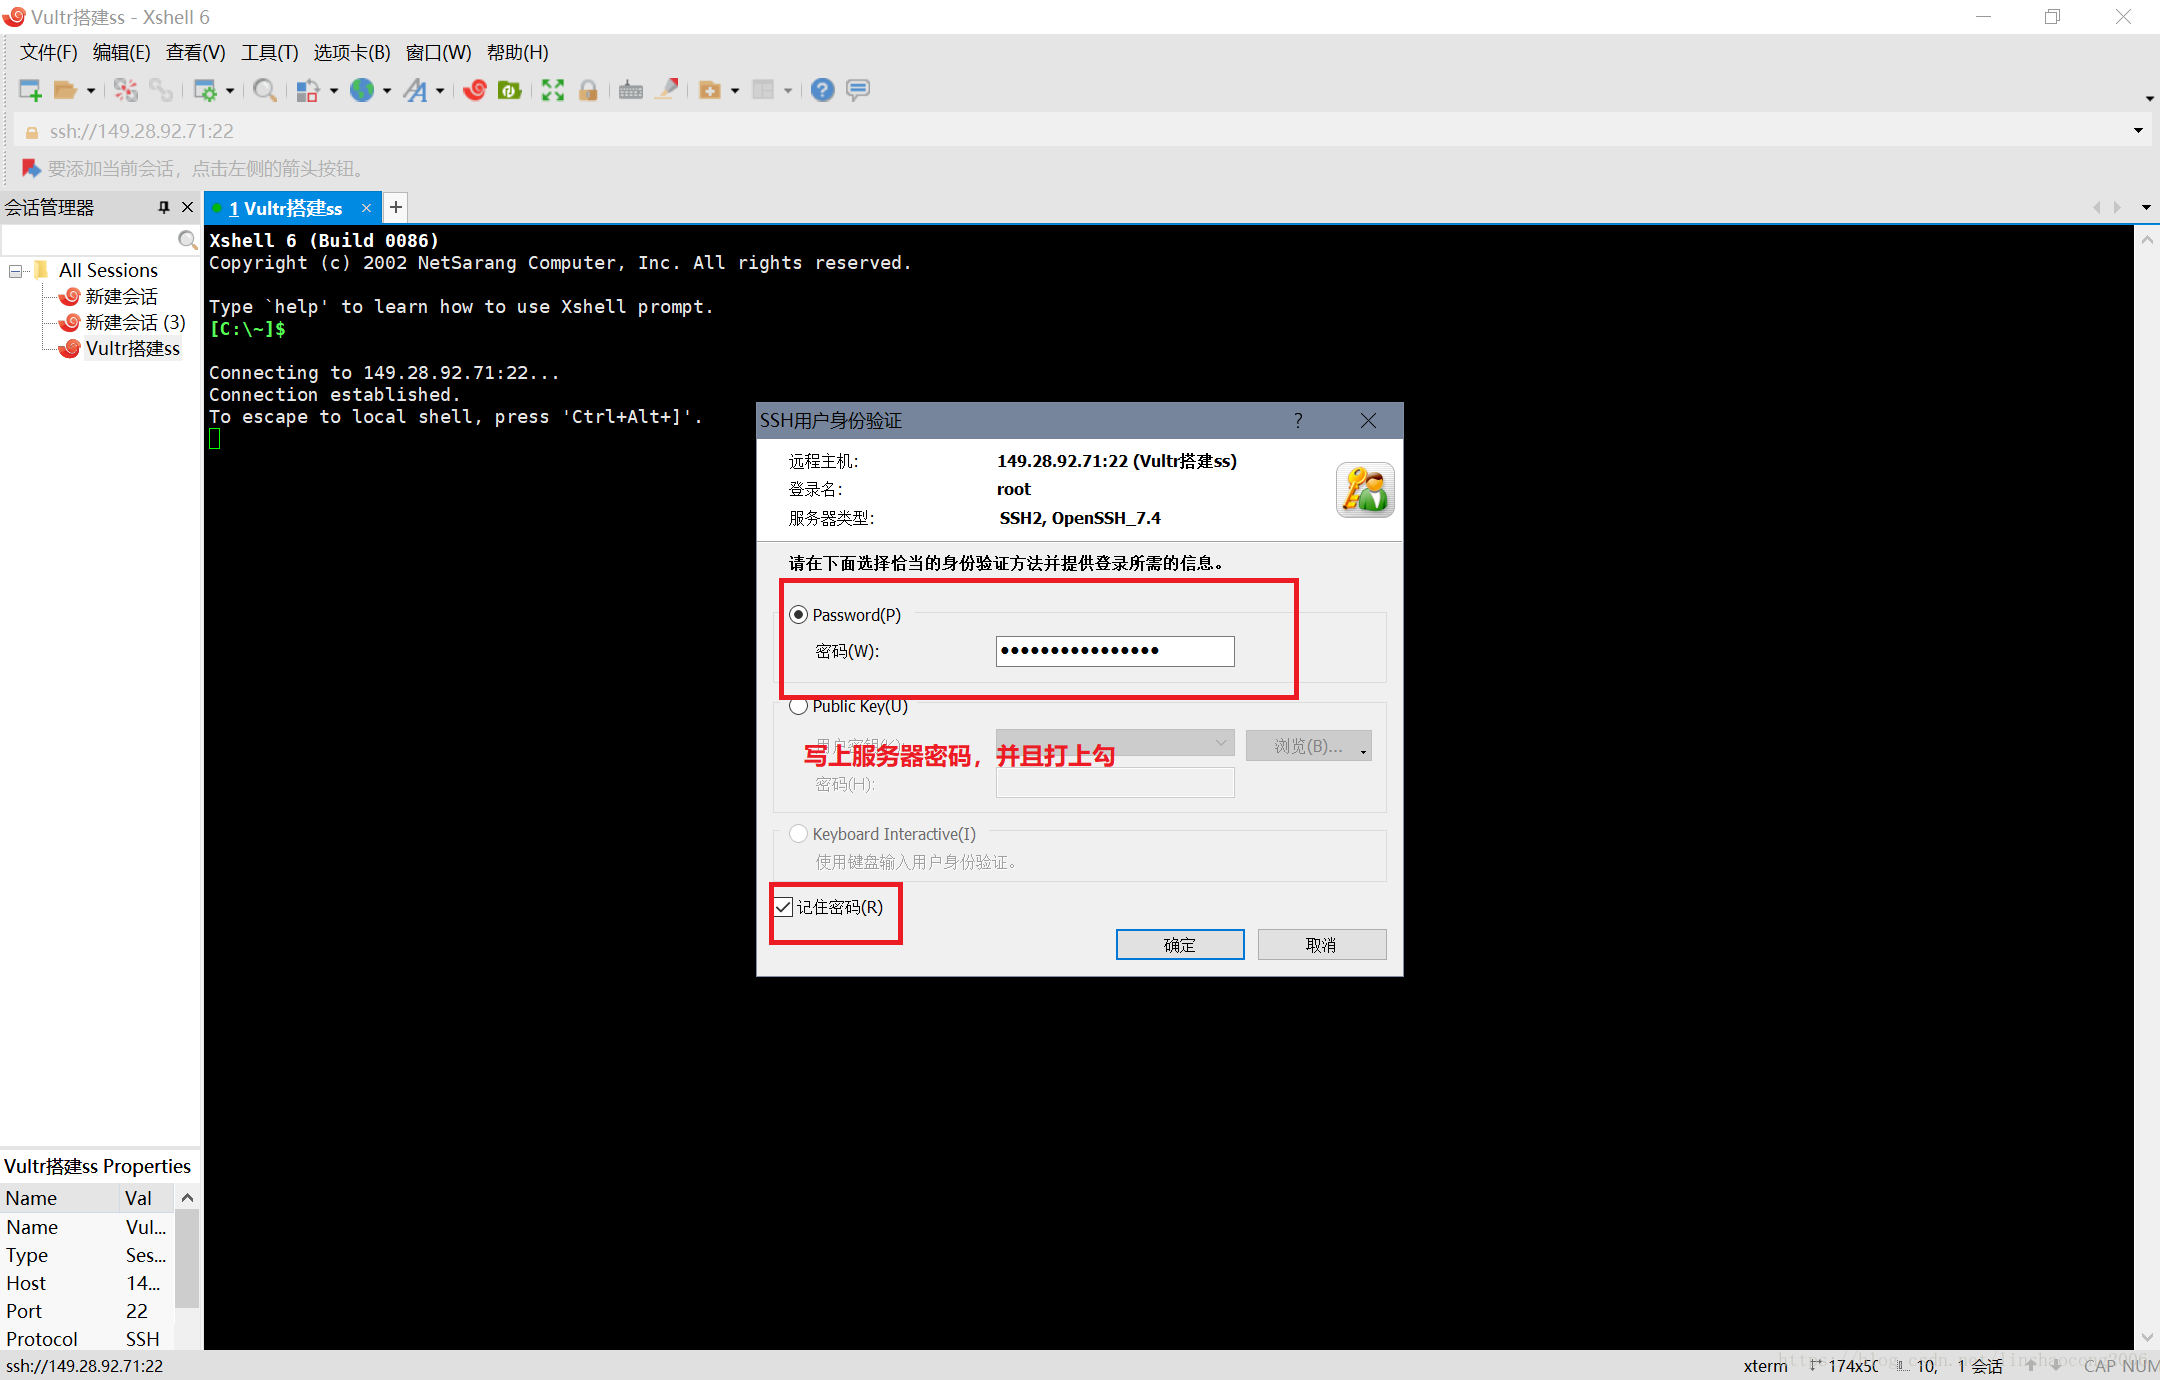 Vultr搭建ss - Xshell 6
文件(F) 编辑(E) 查看(V) 工具(T) 选项卡(B) 窗口(W) 帮助(H)
ssh://149.28.92.71:22
要添加当前会话，点击左侧的箭头按钮。
会话管理器
1 Vultr搭建ss
All Sessions
新建会话
新建会话 (3)
Vultr搭建ss
Xshell 6 (Build 0086)
Copyright (c) 2002 NetSarang Computer, Inc. All rights reserved.
Type `help' to learn how to use Xshell prompt.
[C:\~]$
Connecting to 149.28.92.71:22...
Connection established.
To escape to local shell, press 'Ctrl+Alt+]'.
SSH用户身份验证
远程主机: 149.28.92.71:22 (Vultr搭建ss)
登录名: root
服务器类型: SSH2, OpenSSH_7.4
请在下面选择恰当的身份验证方法并提供登录所需的信息。
Password(P)
密码(W):
Public Key(U)
用户密钥(K):
浏览(B)...
写上服务器密码，并且打上勾
密码(H):
Keyboard Interactive(I)
使用键盘输入用户身份验证。
记住密码(R)
确定 取消
Vultr搭建ss Properties
Name Val
Name Vul...
Type Ses...
Host 14...
Port 22
Protocol SSH
ssh://149.28.92.71:22
xterm 174x50 10, 1 会话 CAP NUM